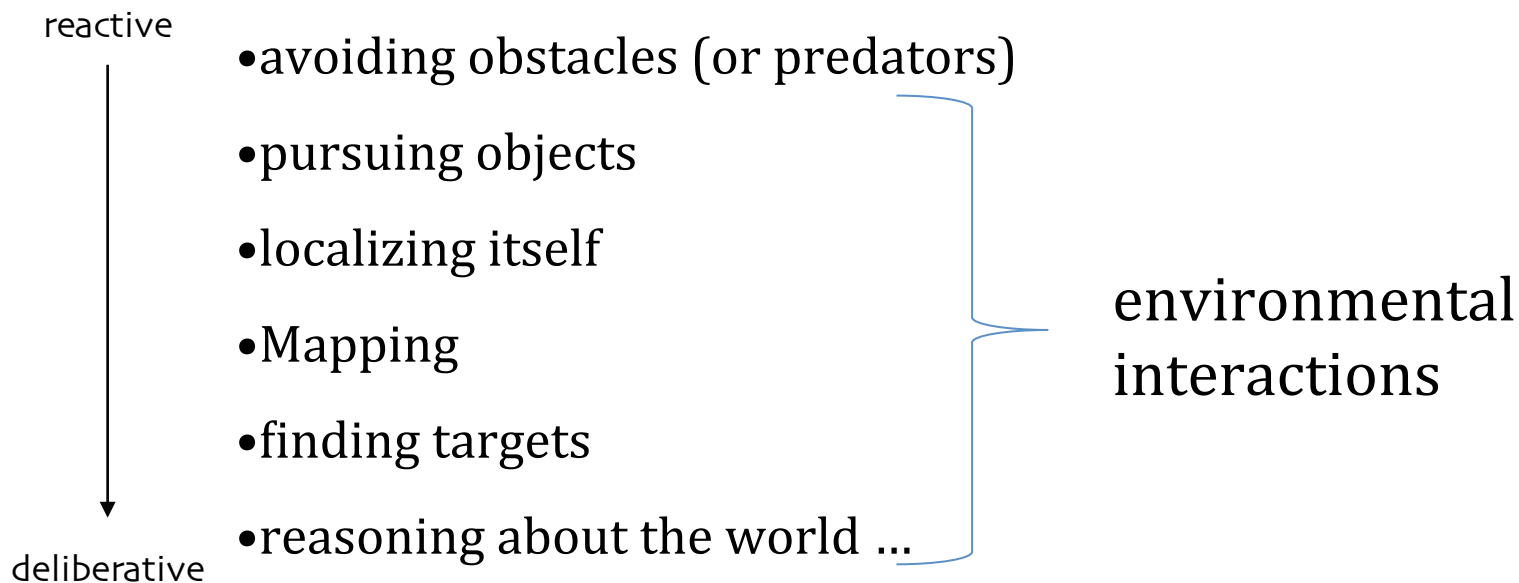 reactive
•avoiding obstacles (or predators)
•pursuing objects
•localizing itself
•Mapping
•finding targets
•reasoning about the world ...
deliberative
environmental
interactions